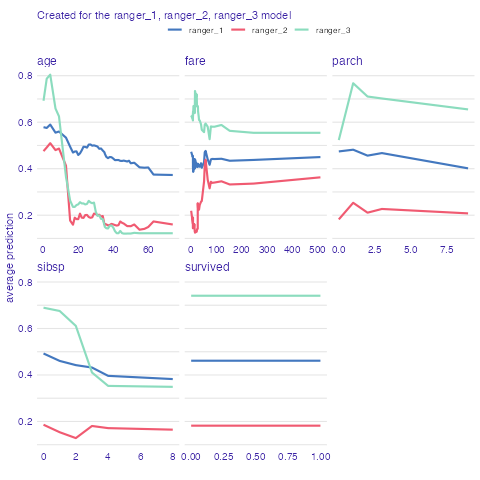 Created for the ranger_1, ranger_2, ranger_3 model
ranger_1 ranger_2 ranger_3
age fare parch
0.8
0.6
0.4
0.2
0 20 40 60 0 100 200 300 400 500 0.0 2.5 5.0 7.5
average prediction
sibsp survived
0.8
0.6
0.4
0.2
0 2 4 6 8 0.00 0.25 0.50 0.75 1.00